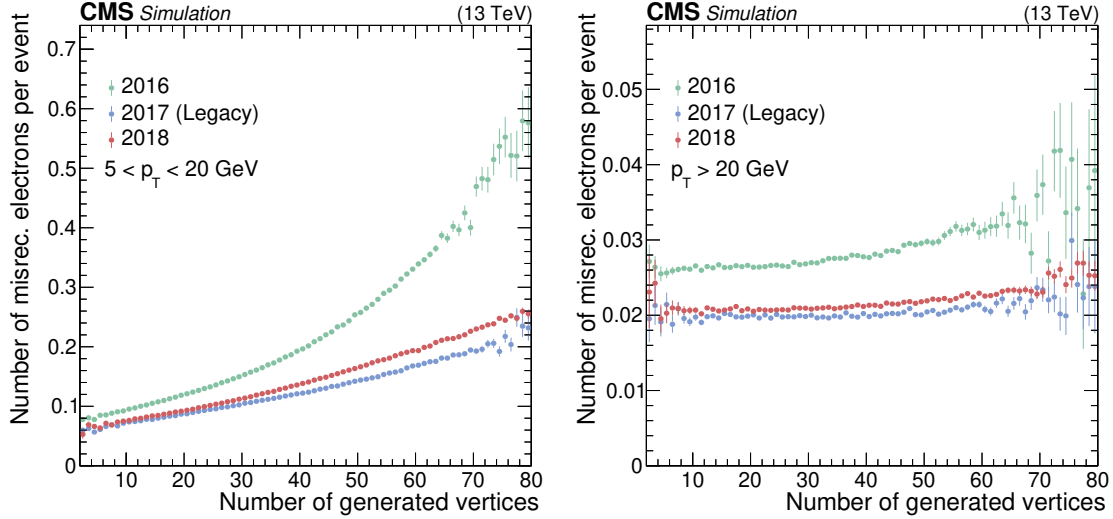 CMS Simulation (13 TeV)
Number of misrec. electrons per event
0.7
0.6
0.5
0.4
0.3
0.2
0.1
0
2016
2017 (Legacy)
2018
5 < p_T < 20 GeV
10 20 30 40 50 60 70 80
Number of generated vertices
CMS Simulation (13 TeV)
Number of misrec. electrons per event
0.05
0.04
0.03
0.02
0.01
0
2016
2017 (Legacy)
2018
p_T > 20 GeV
10 20 30 40 50 60 70 80
Number of generated vertices